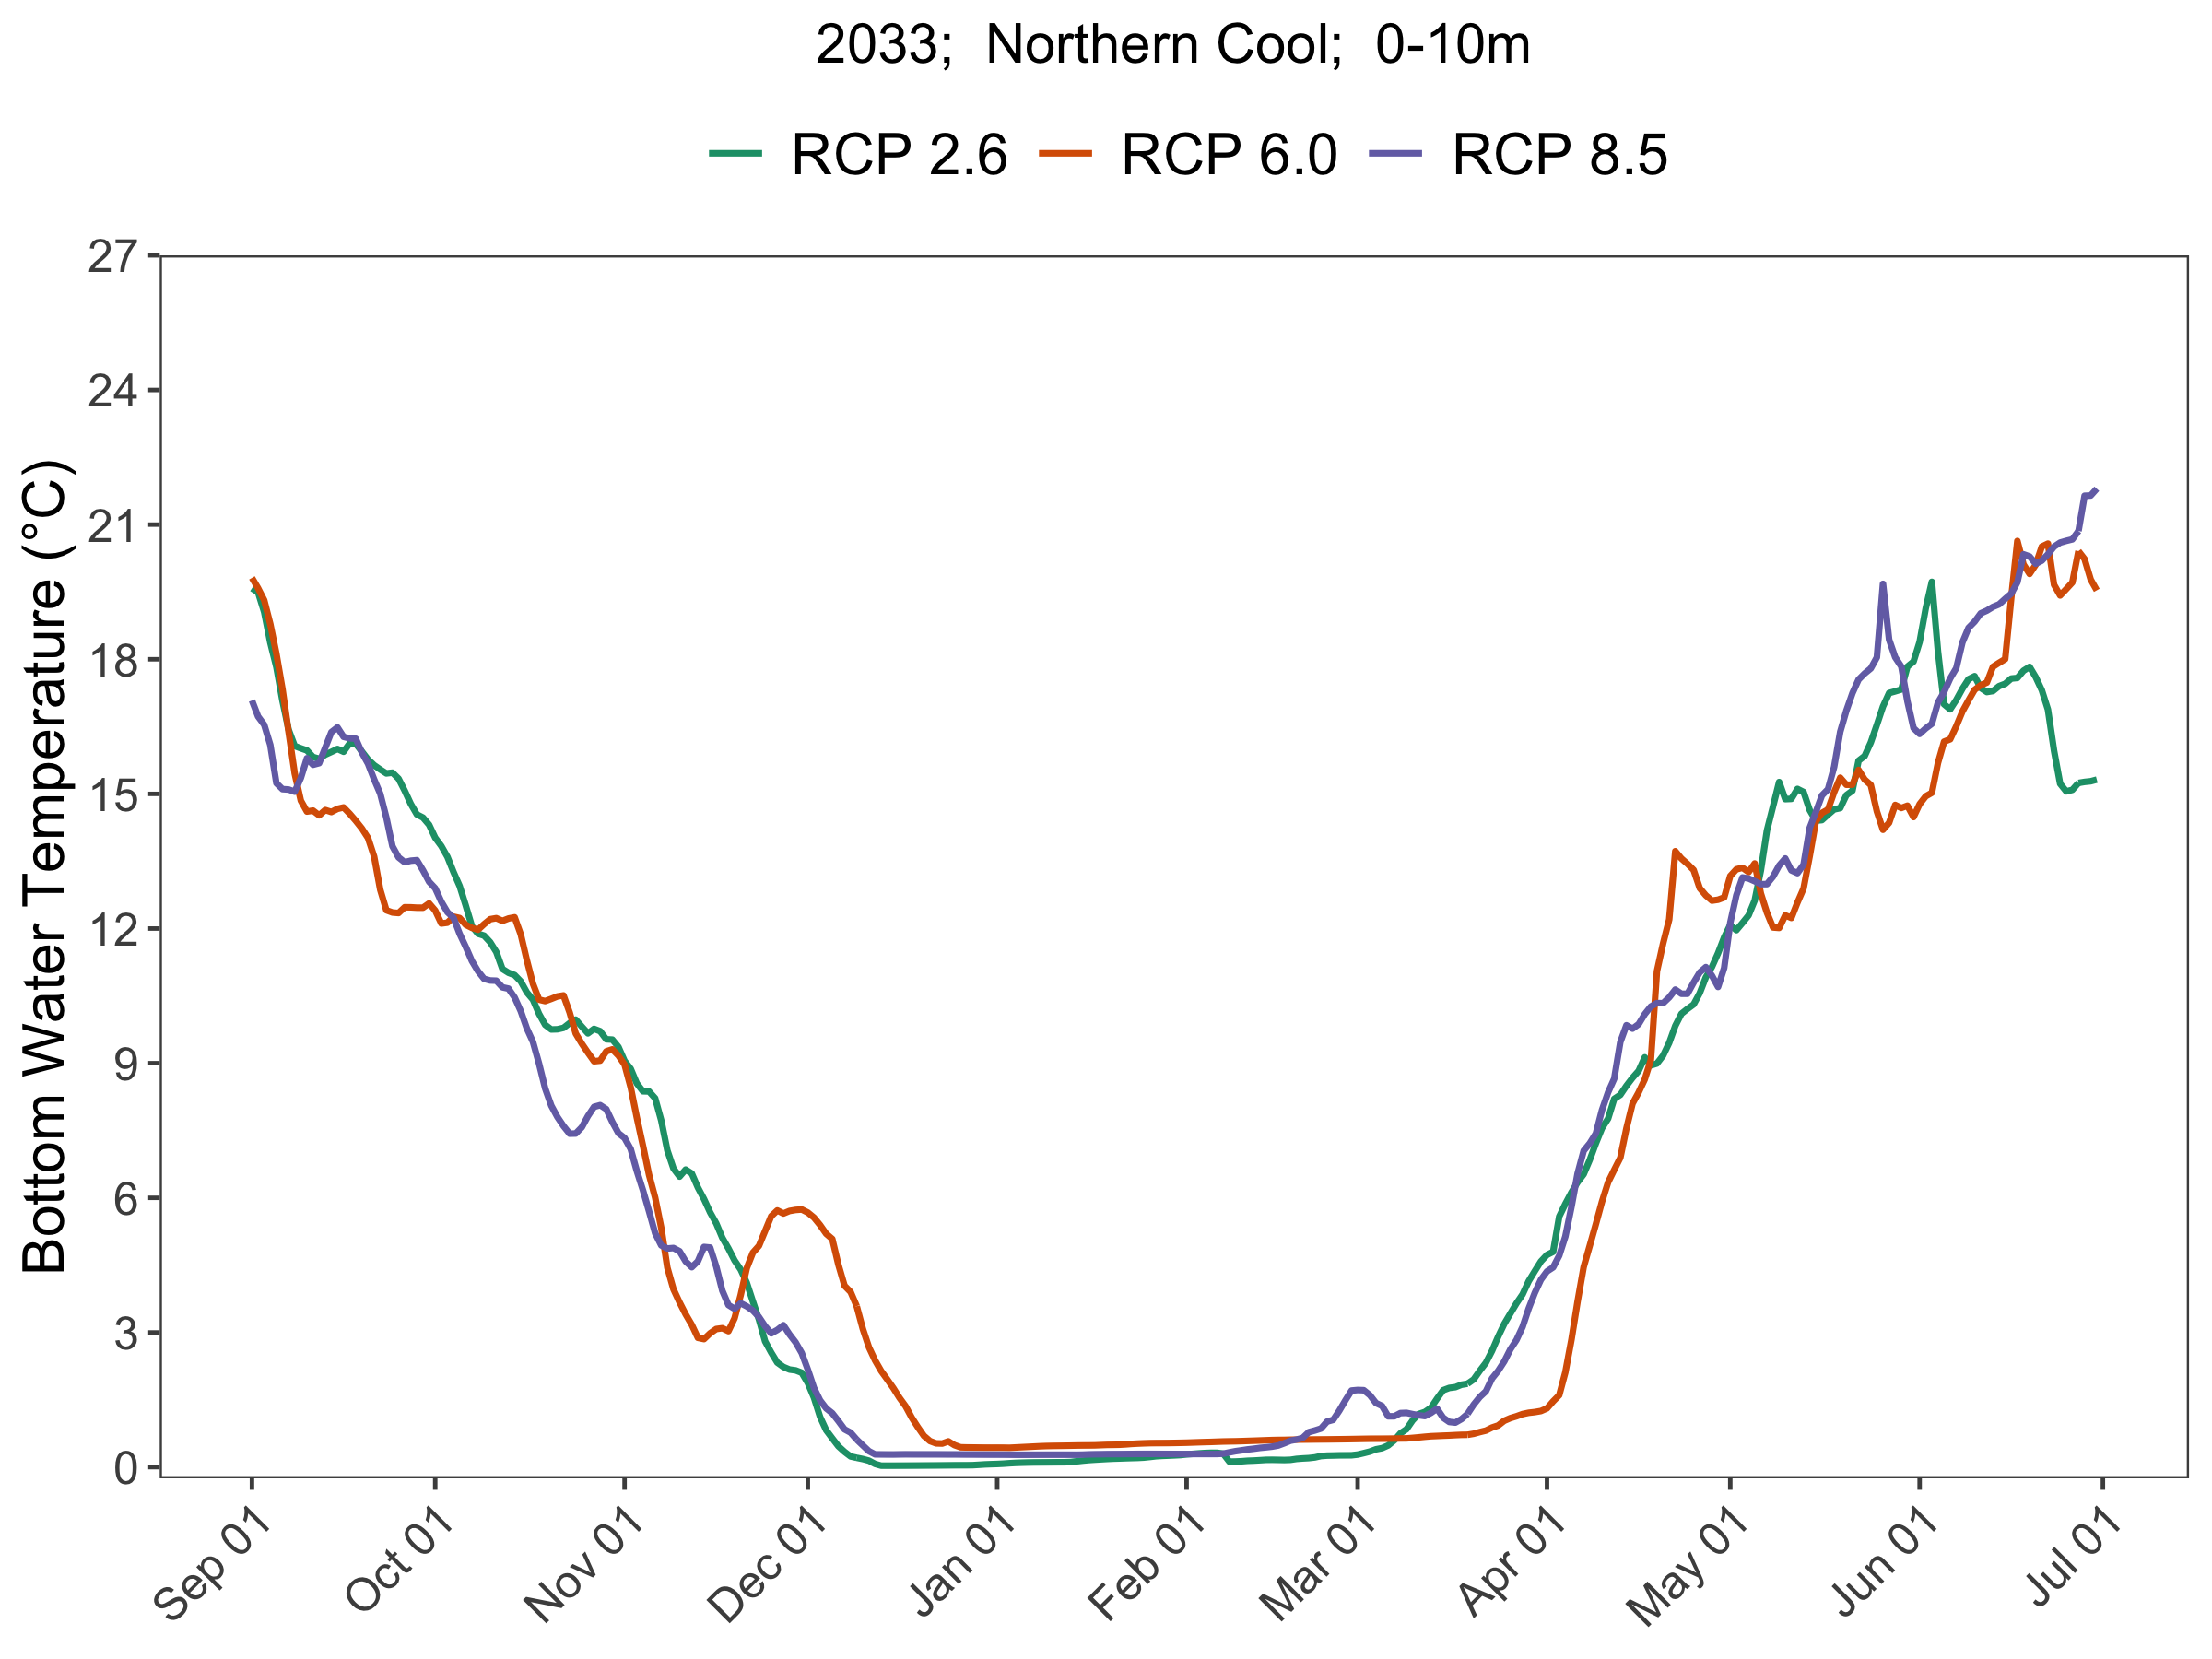 2033;  Northern Cool;  0-10m
RCP 2.6 RCP 6.0 RCP 8.5
Bottom Water Temperature (°C)
27
24
21
18
15
12
9
6
3
0
Sep 01 Oct 01 Nov 01 Dec 01 Jan 01 Feb 01 Mar 01 Apr 01 May 01 Jun 01 Jul 01